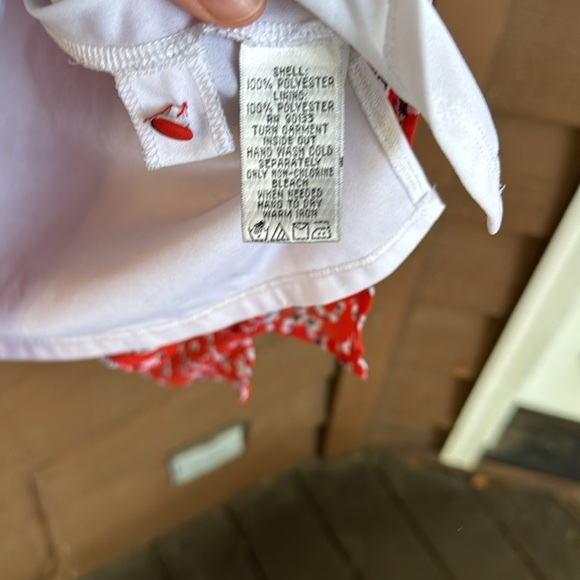 SHELL:
100% POLYESTER
LINING:
100% POLYESTER
RN 90133
TURN GARMENT
INSIDE OUT
HAND WASH COLD
SEPARATELY
ONLY NON-CHLORINE
BLEACH
WHEN NEEDED
HANG TO DRY
WARM IRON